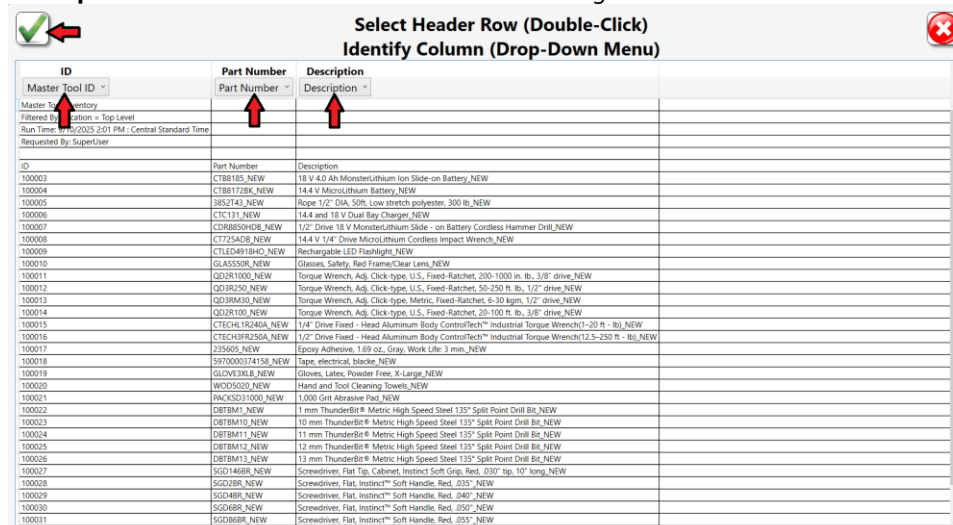 Select Header Row (Double-Click)
Identify Column (Drop-Down Menu)
ID Part Number Description
Master Tool ID Part Number Description
Master To ventory
Filtered By cation = Top Level
Run Time: 9/10/2025 2:01 PM : Central Standard Time
Requested By: SuperUser
ID Part Number Description
100003 CTB8185_NEW 18 V 4.0 Ah MonsterLithium Ion Slide-on Battery_NEW
100004 CTB8172BK_NEW 14.4 V MicroLithium Battery_NEW
100005 3852T43_NEW Rope 1/2" DIA, 50ft, Low stretch polyester, 300 lb_NEW
100006 CTC131_NEW 14.4 and 18 V Dual Bay Charger_NEW
100007 CDR8850HDB_NEW 1/2" Drive 18 V MonsterLithium Slide - on Battery Cordless Hammer Drill_NEW
100008 CT725ADB_NEW 14.4 V 1/4" Drive MicroLithium Cordless Impact Wrench_NEW
100009 CTLED4918HO_NEW Rechargable LED Flashlight_NEW
100010 GLASS50R_NEW Glasses, Safety, Red Frame/Clear Lens_NEW
100011 QD2R1000_NEW Torque Wrench, Adj. Click-type, U.S., Fixed-Ratchet, 200-1000 in. lb., 3/8" drive_NEW
100012 QD3R250_NEW Torque Wrench, Adj. Click-type, U.S., Fixed-Ratchet, 50-250 ft. lb., 1/2" drive_NEW
100013 QD3RM30_NEW Torque Wrench, Adj. Click-type, Metric, Fixed-Ratchet, 6-30 kgm, 1/2" drive_NEW
100014 QD2R100_NEW Torque Wrench, Adj. Click-type, U.S., Fixed-Ratchet, 20-100 ft. lb., 3/8" drive_NEW
100015 CTECHL1R240A_NEW 1/4" Drive Fixed - Head Aluminum Body ControlTech™ Industrial Torque Wrench(1–20 ft - lb)_NEW
100016 CTECH3FR250A_NEW 1/2" Drive Fixed - Head Aluminum Body ControlTech™ Industrial Torque Wrench(12.5–250 ft - lb)_NEW
100017 235605_NEW Epoxy Adhesive, 1.69 oz., Gray, Work Life: 3 min._NEW
100018 5970000374158_NEW Tape, electrical, blacke_NEW
100019 GLOVE3XLB_NEW Gloves, Latex, Powder Free, X-Large_NEW
100020 WOD5020_NEW Hand and Tool Cleaning Towels_NEW
100021 PACKSD31000_NEW 1,000 Grit Abrasive Pad_NEW
100022 DBTBM1_NEW 1 mm ThunderBit® Metric High Speed Steel 135° Split Point Drill Bit_NEW
100023 DBTBM10_NEW 10 mm ThunderBit® Metric High Speed Steel 135° Split Point Drill Bit_NEW
100024 DBTBM11_NEW 11 mm ThunderBit® Metric High Speed Steel 135° Split Point Drill Bit_NEW
100025 DBTBM12_NEW 12 mm ThunderBit® Metric High Speed Steel 135° Split Point Drill Bit_NEW
100026 DBTBM13_NEW 13 mm ThunderBit® Metric High Speed Steel 135° Split Point Drill Bit_NEW
100027 SGD146BR_NEW Screwdriver, Flat Tip, Cabinet, Instinct Soft Grip, Red, .030" tip, 10" long_NEW
100028 SGD2BR_NEW Screwdriver, Flat, Instinct™ Soft Handle, Red, .035"_NEW
100029 SGD4BR_NEW Screwdriver, Flat, Instinct™ Soft Handle, Red, .040"_NEW
100030 SGD6BR_NEW Screwdriver, Flat, Instinct™ Soft Handle, Red, .050"_NEW
100031 SGD86BR_NEW Screwdriver, Flat, Instinct™ Soft Handle, Red, .055"_NEW